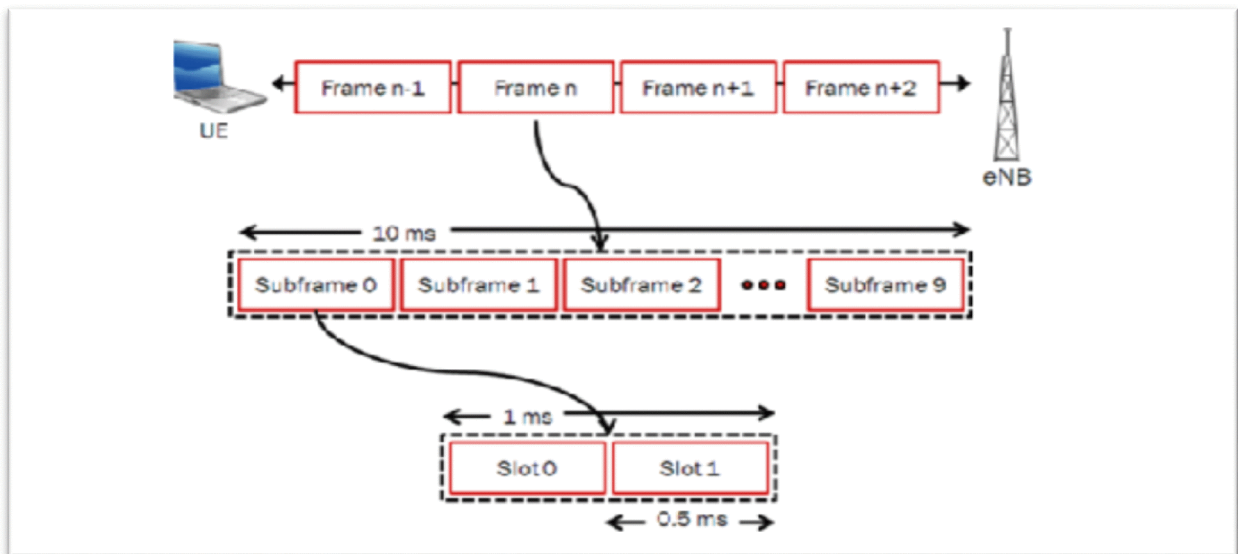 Frame n-1 Frame n Frame n+1 Frame n+2
UE
eNB
10 ms
Subframe 0 Subframe 1 Subframe 2 Subframe 9
1 ms
Slot 0 Slot 1
0.5 ms